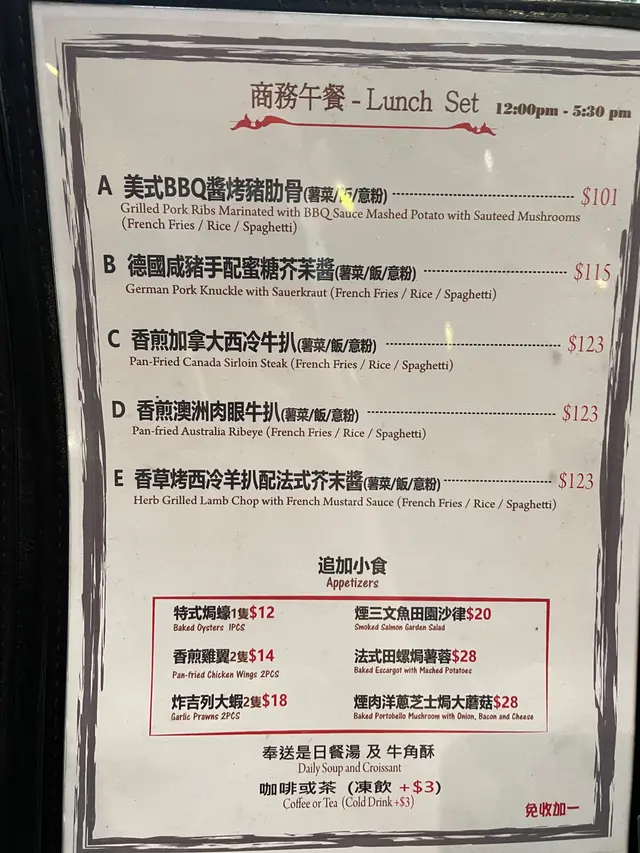 商務午餐 - Lunch Set 12:00pm - 5:30 pm
A 美式BBQ醬烤豬肋骨(薯菜/飯/意粉) $101
Grilled Pork Ribs Marinated with BBQ Sauce Mashed Potato with Sauteed Mushrooms
(French Fries / Rice / Spaghetti)
B 德國咸豬手配蜜糖芥茉醬(薯菜/飯/意粉) $115
German Pork Knuckle with Sauerkraut (French Fries / Rice / Spaghetti)
C 香煎加拿大西冷牛扒(薯菜/飯/意粉) $123
Pan-Fried Canada Sirloin Steak (French Fries / Rice / Spaghetti)
D 香煎澳洲肉眼牛扒(薯菜/飯/意粉) $123
Pan-fried Australia Ribeye (French Fries / Rice / Spaghetti)
E 香草烤西冷羊扒配法式芥末醬(薯菜/飯/意粉) $123
Herb Grilled Lamb Chop with French Mustard Sauce (French Fries / Rice / Spaghetti)
追加小食
Appetizers
特式焗蠔1隻$12 煙三文魚田園沙律$20
Baked Oysters 1PCS Smoked Salmon Garden Salad
香煎雞翼2隻$14 法式田螺焗薯蓉$28
Pan-fried Chicken Wings 2PCS Baked Escargot with Mashed Potatoes
炸吉列大蝦2隻$18 煙肉洋蔥芝士焗大蘑菇$28
Garlic Prawns 2PCS Baked Portobello Mushroom with Onion, Bacon and Cheese
奉送是日餐湯 及 牛角酥
Daily Soup and Croissant
咖啡或茶 (凍飲 +$3)
Coffee or Tea (Cold Drink +$3)
免收加一